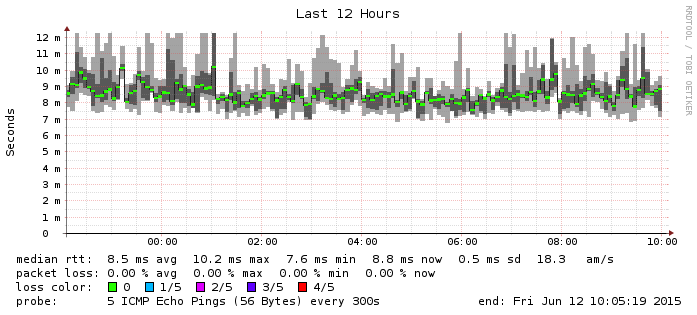 Last 12 Hours
RRDTOOL / TOBI OETIKER
Seconds
12 m
11 m
10 m
9 m
8 m
7 m
6 m
5 m
4 m
3 m
2 m
1 m
0
00:00 02:00 04:00 06:00 08:00 10:00
median rtt: 8.5 ms avg 10.2 ms max 7.6 ms min 8.8 ms now 0.5 ms sd 18.3 am/s
packet loss: 0.00 % avg 0.00 % max 0.00 % min 0.00 % now
loss color: 0 1/5 2/5 3/5 4/5
probe: 5 ICMP Echo Pings (56 Bytes) every 300s end: Fri Jun 12 10:05:19 2015